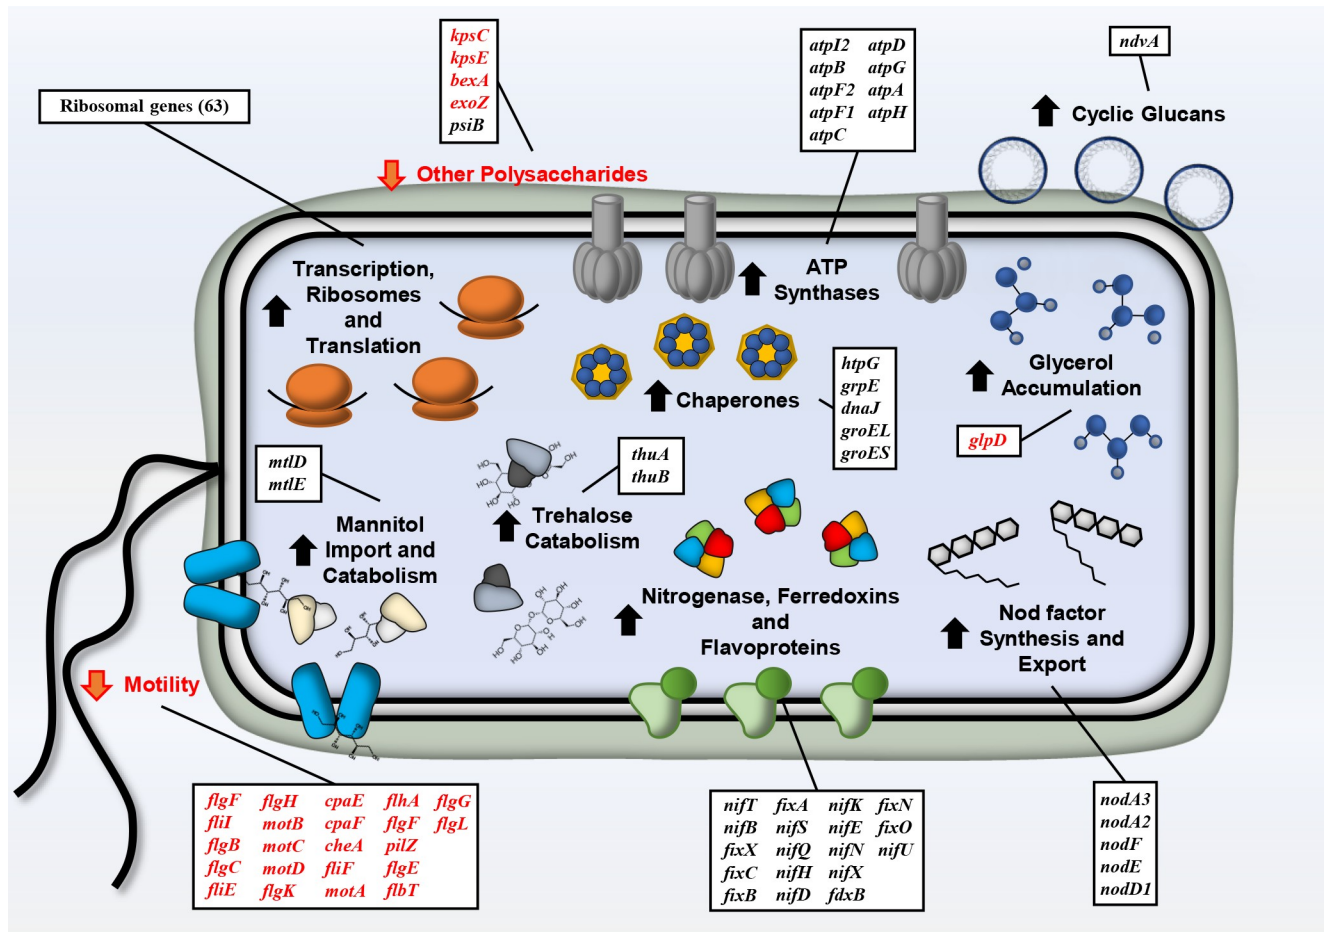 kpsC
kpsE
bexA
exoZ
psiB
Other Polysaccharides
Ribosomal genes (63)
Transcription,
Ribosomes
and
Translation
atpI2 atpD
atpB atpG
atpF2 atpA
atpF1 atpH
atpC
ATP
Synthases
ndvA
Cyclic Glucans
Chaperones
htpG
grpE
dnaJ
groEL
groES
Glycerol
Accumulation
glpD
mtlD
mtlE
Mannitol
Import and
Catabolism
thuA
thuB
Trehalose
Catabolism
Nitrogenase, Ferredoxins
and
Flavoproteins
Nod factor
Synthesis and
Export
Motility
flgF flgH cpaE flhA flgG
fliI motB cpaF flgF flgL
flgB motC cheA pilZ
flgC motD fliF flgE
fliE flgK motA flbT
nifT fixA nifK fixN
nifB nifS nifE fixO
fixX nifQ nifN nifU
fixC nifH nifX
fixB nifD fdxB
nodA3
nodA2
nodF
nodE
nodD1